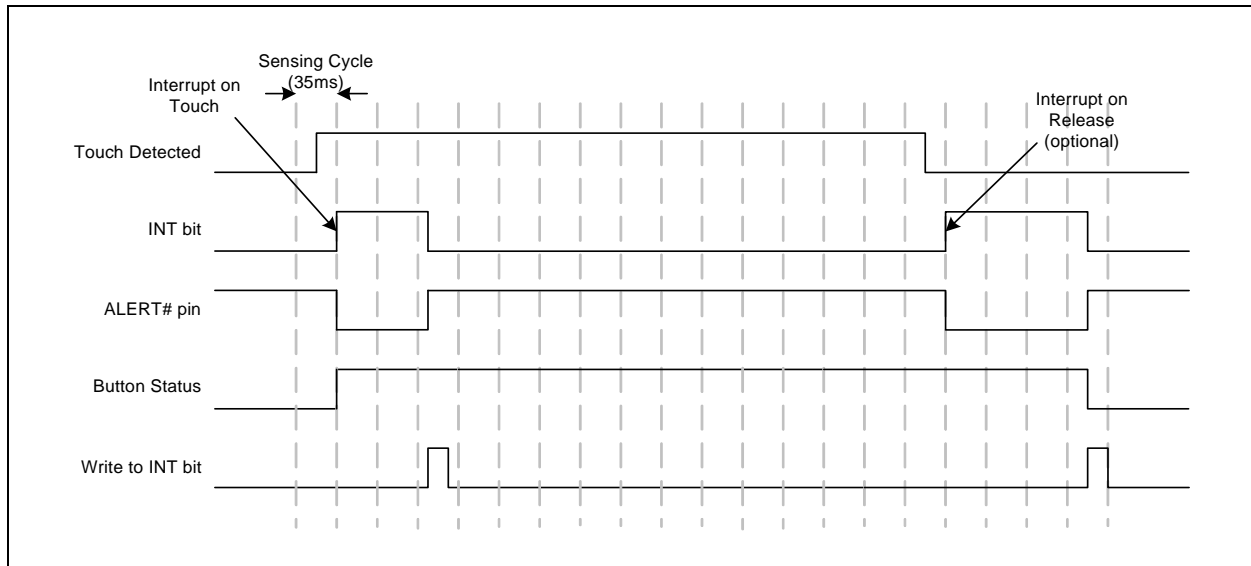 Sensing Cycle
(35ms)
Interrupt on
Touch
Interrupt on
Release
(optional)
Touch Detected
INT bit
ALERT# pin
Button Status
Write to INT bit